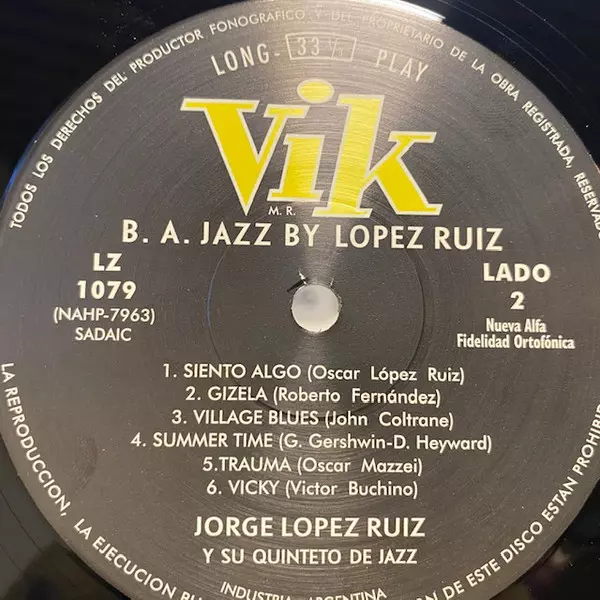 TODOS LOS DERECHOS DEL PRODUCTOR FONOGRAFICO Y DEL PROPIETARIO DE LA OBRA REGISTRADA, RESERVADOS
LONG- 33 1/3 PLAY
Vik
M. R.
B. A. JAZZ BY LOPEZ RUIZ
LZ
1079
(NAHP-7963)
SADAIC
LADO
2
Nueva Alfa
Fidelidad Ortofónica
1. SIENTO ALGO (Oscar López Ruiz)
2. GIZELA (Roberto Fernández)
3. VILLAGE BLUES (John Coltrane)
4. SUMMER TIME (G. Gershwin-D. Heyward)
5.TRAUMA (Oscar Mazzei)
6. VICKY (Victor Buchino)
JORGE LOPEZ RUIZ
Y SU QUINTETO DE JAZZ
INDUSTRIA ARGENTINA
LA REPRODUCCION, LA EJECUCION
DE ESTE DISCO ESTAN